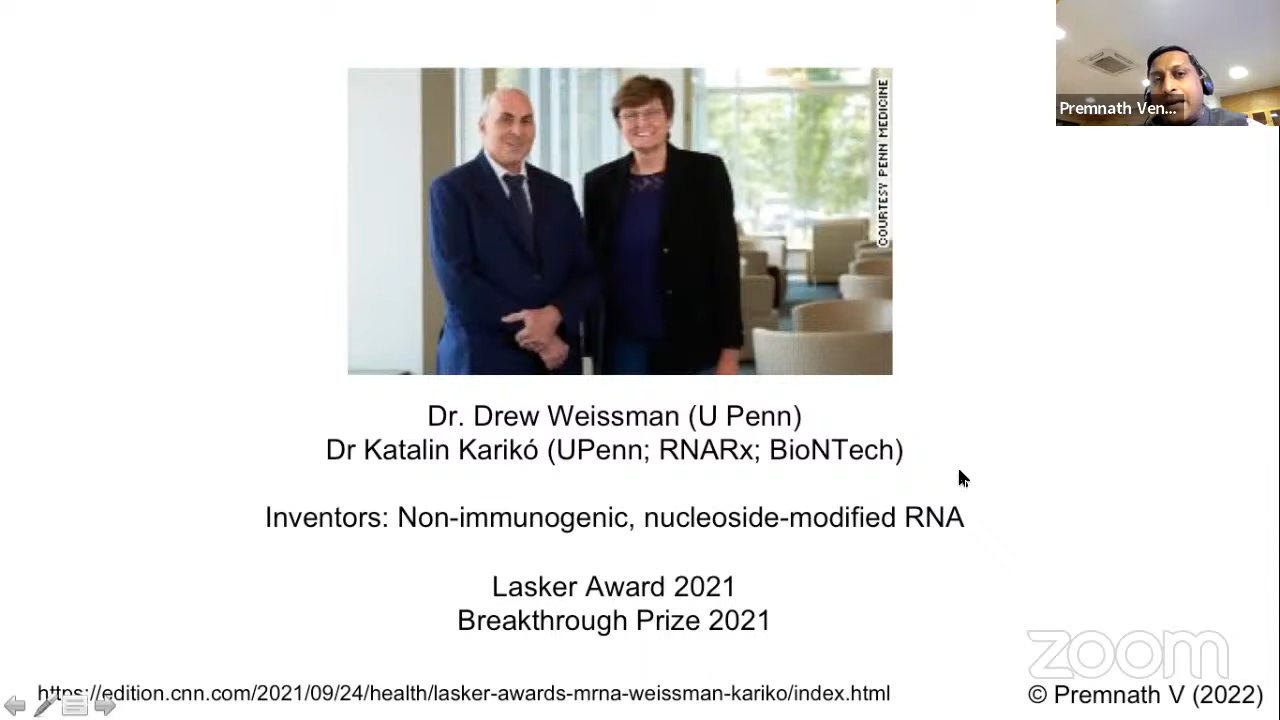 Premnath Ven...
COURTESY PENN MEDICINE
Dr. Drew Weissman (U Penn)
Dr Katalin Karikó (UPenn; RNARx; BioNTech)
Inventors: Non-immunogenic, nucleoside-modified RNA
Lasker Award 2021
Breakthrough Prize 2021
zoom
https://edition.cnn.com/2021/09/24/health/lasker-awards-mrna-weissman-kariko/index.html
© Premnath V (2022)